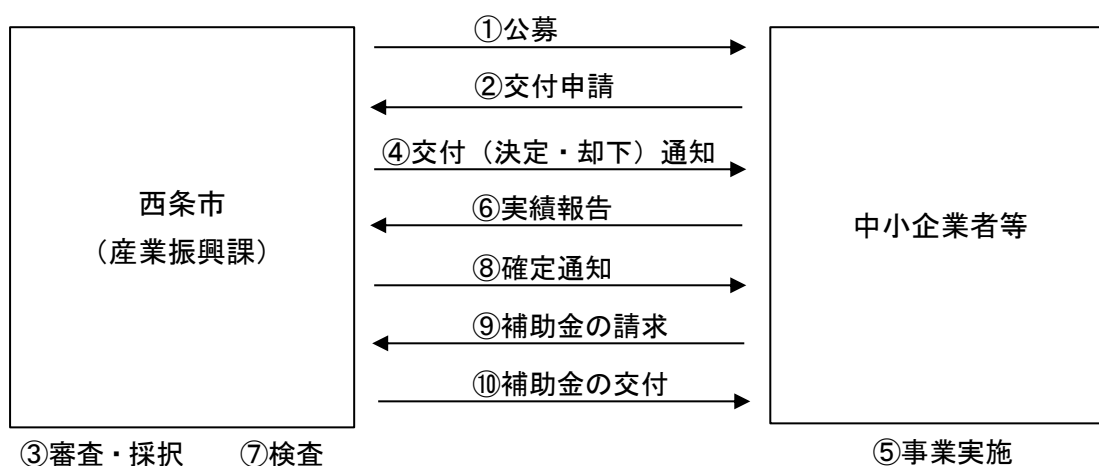 ①公募
②交付申請
④交付（決定・却下）通知
西条市
（産業振興課）
⑥実績報告
中小企業者等
⑧確定通知
⑨補助金の請求
⑩補助金の交付
③審査・採択　⑦検査
⑤事業実施